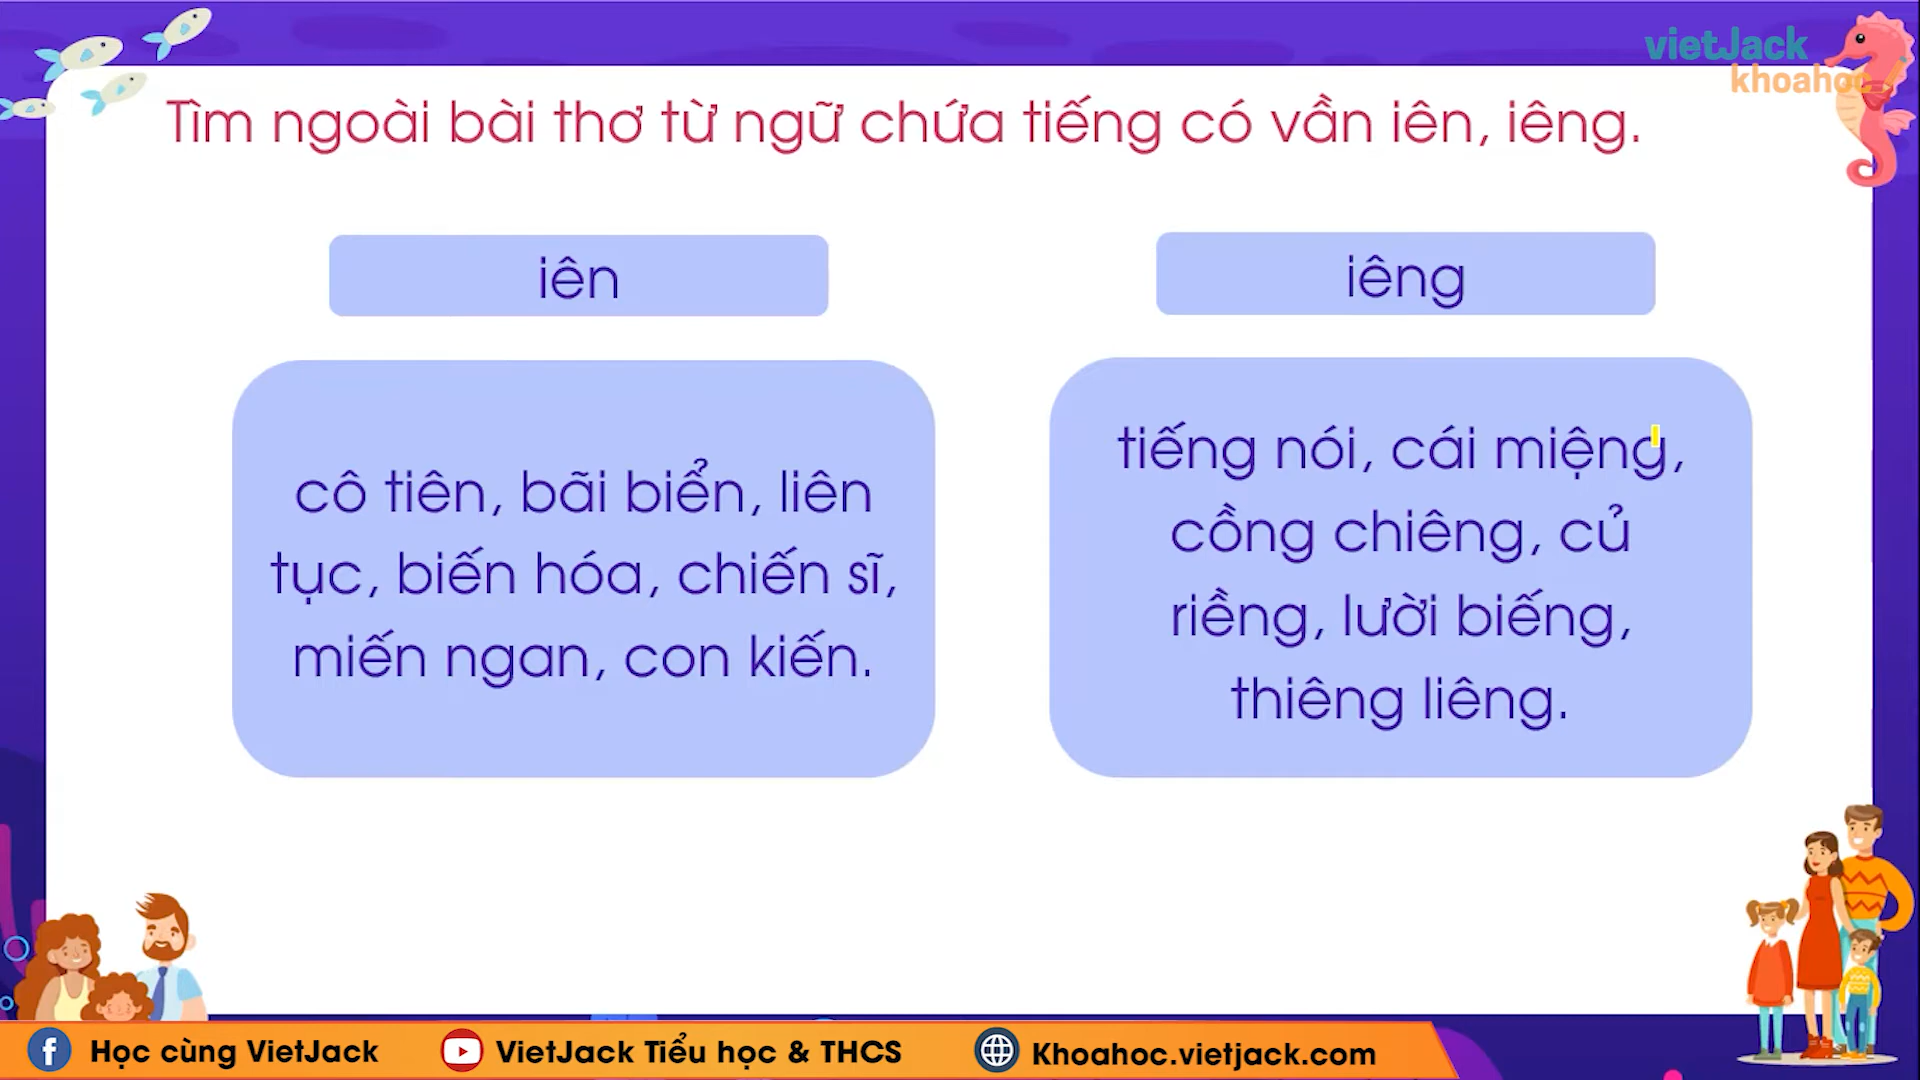 vietJack
khoahoc
Tìm ngoài bài thơ từ ngữ chứa tiếng có vần iên, iêng.
iên
iêng
cô tiên, bãi biển, liên
tục, biến hóa, chiến sĩ,
miến ngan, con kiến.
tiếng nói, cái miệng,
cồng chiêng, củ
riềng, lười biếng,
thiêng liêng.
Học cùng VietJack
VietJack Tiểu học & THCS
Khoahoc.vietjack.com